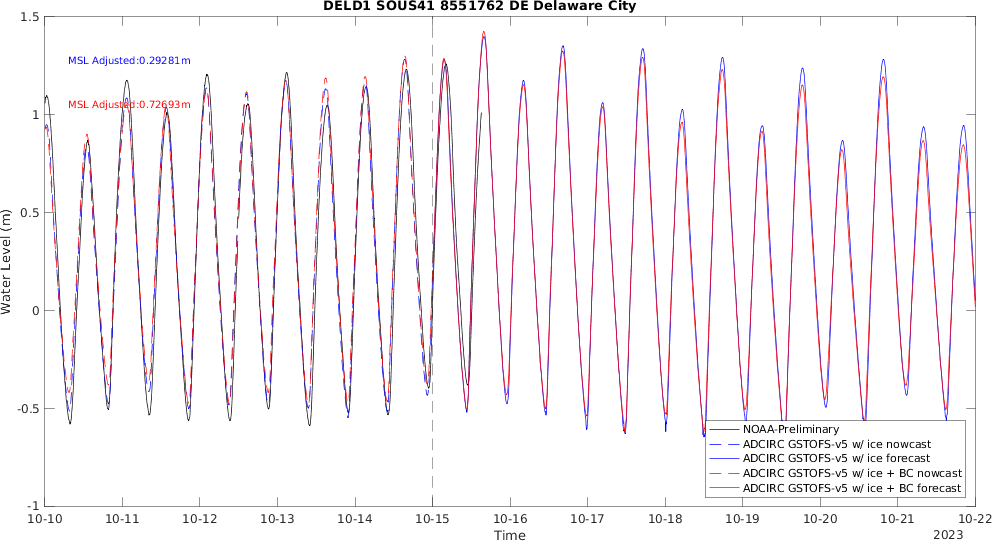 DELD1 SOUS41 8551762 DE Delaware City
1.5
MSL Adjusted:0.29281m
MSL Adjusted:0.72693m
1
0.5
Water Level (m)
0
-0.5
NOAA-Preliminary
ADCIRC GSTOFS-v5 w/ ice nowcast
ADCIRC GSTOFS-v5 w/ ice forecast
ADCIRC GSTOFS-v5 w/ ice + BC nowcast
ADCIRC GSTOFS-v5 w/ ice + BC forecast
-1
10-10 10-11 10-12 10-13 10-14 10-15 10-16 10-17 10-18 10-19 10-20 10-21 10-22
Time
2023